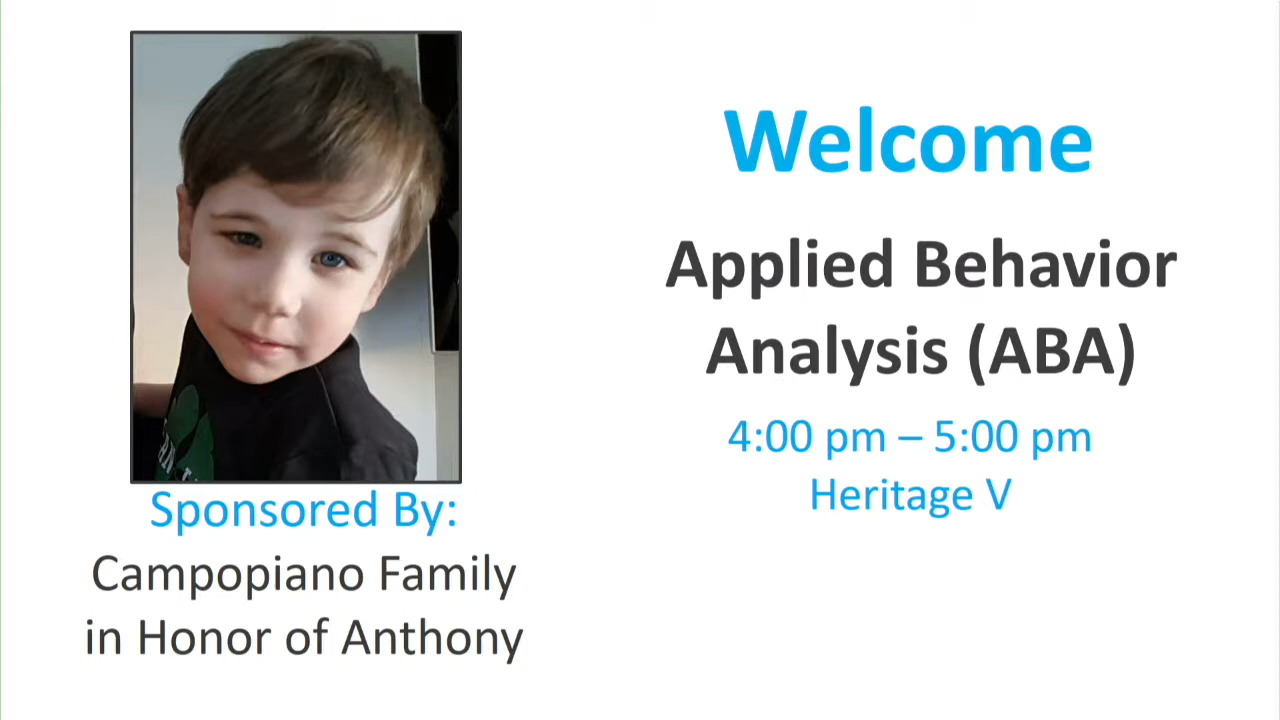 Welcome
Applied Behavior
Analysis (ABA)
4:00 pm – 5:00 pm
Heritage V
Sponsored By:
Campopiano Family
in Honor of Anthony